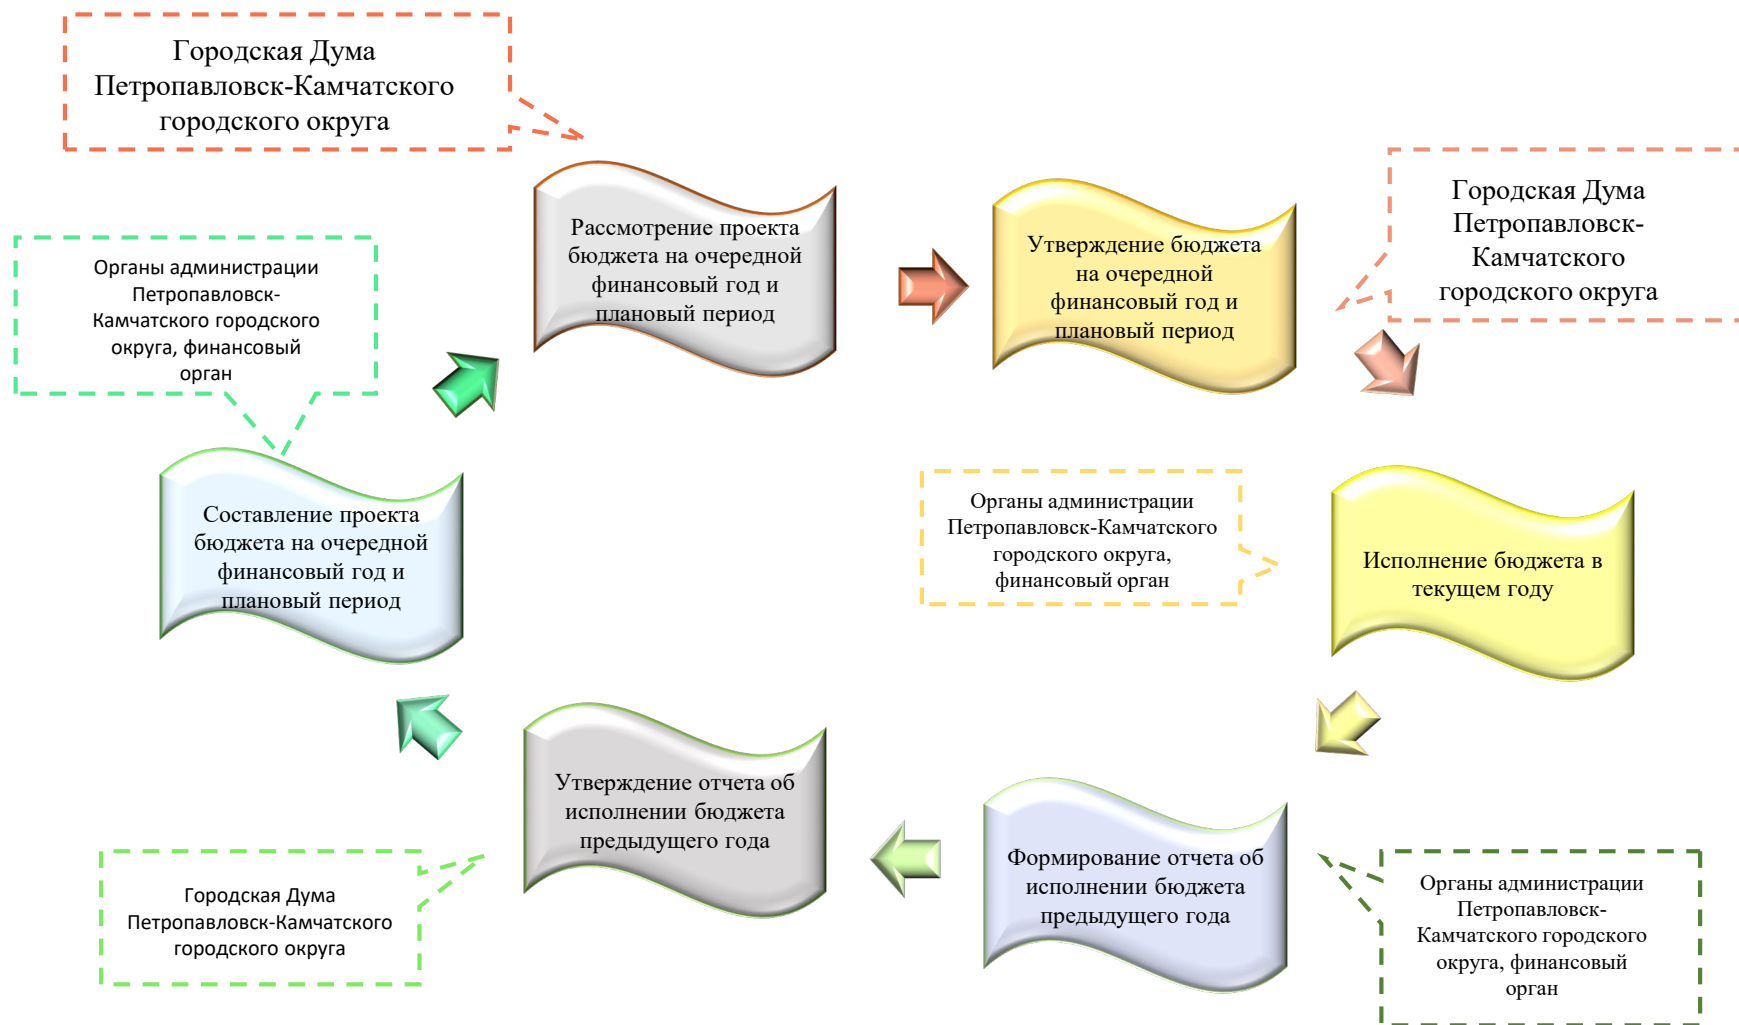 Городская Дума
Петропавловск-Камчатского
городского округа
Рассмотрение проекта
бюджета на очередной
финансовый год и
плановый период
Утверждение бюджета
на очередной
финансовый год и
плановый период
Городская Дума
Петропавловск-
Камчатского
городского округа
Органы администрации
Петропавловск-
Камчатского городского
округа, финансовый
орган
Составление проекта
бюджета на очередной
финансовый год и
плановый период
Органы администрации
Петропавловск-Камчатского
городского округа,
финансовый орган
Исполнение бюджета в
текущем году
Утверждение отчета об
исполнении бюджета
предыдущего года
Формирование отчета об
исполнении бюджета
предыдущего года
Городская Дума
Петропавловск-Камчатского
городского округа
Органы администрации
Петропавловск-
Камчатского городского
округа, финансовый
орган